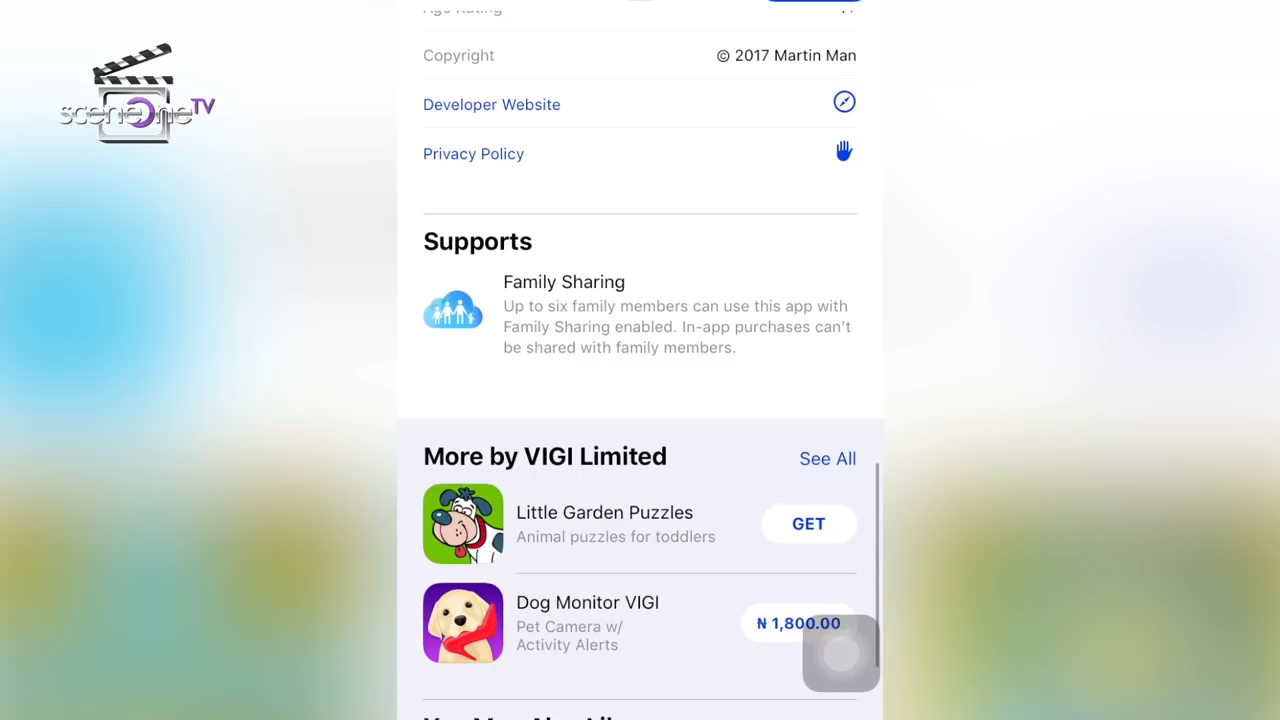 Age Rating
sceneOneTV
Copyright
© 2017 Martin Man
Developer Website
Privacy Policy
Supports
Family Sharing
Up to six family members can use this app with
Family Sharing enabled. In-app purchases can’t
be shared with family members.
More by VIGI Limited
See All
Little Garden Puzzles
Animal puzzles for toddlers
GET
Dog Monitor VIGI
Pet Camera w/
Activity Alerts
₦ 1,800.00